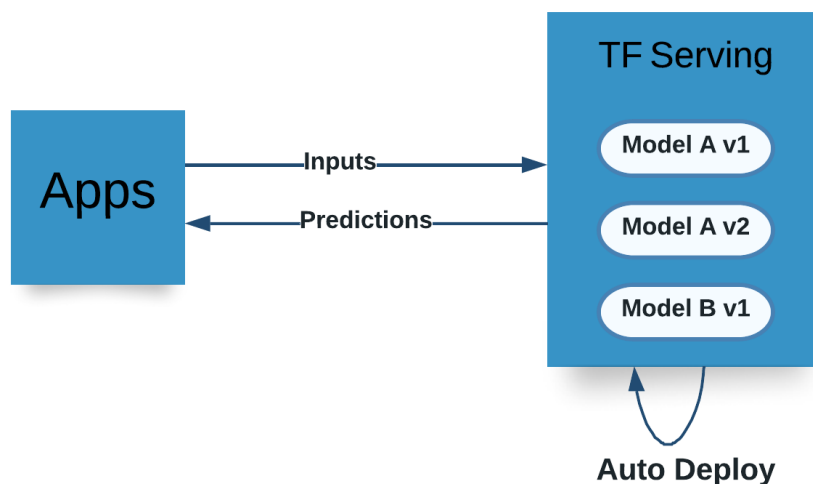 TF Serving
Apps
Inputs
Predictions
Model A v1
Model A v2
Model B v1
Auto Deploy